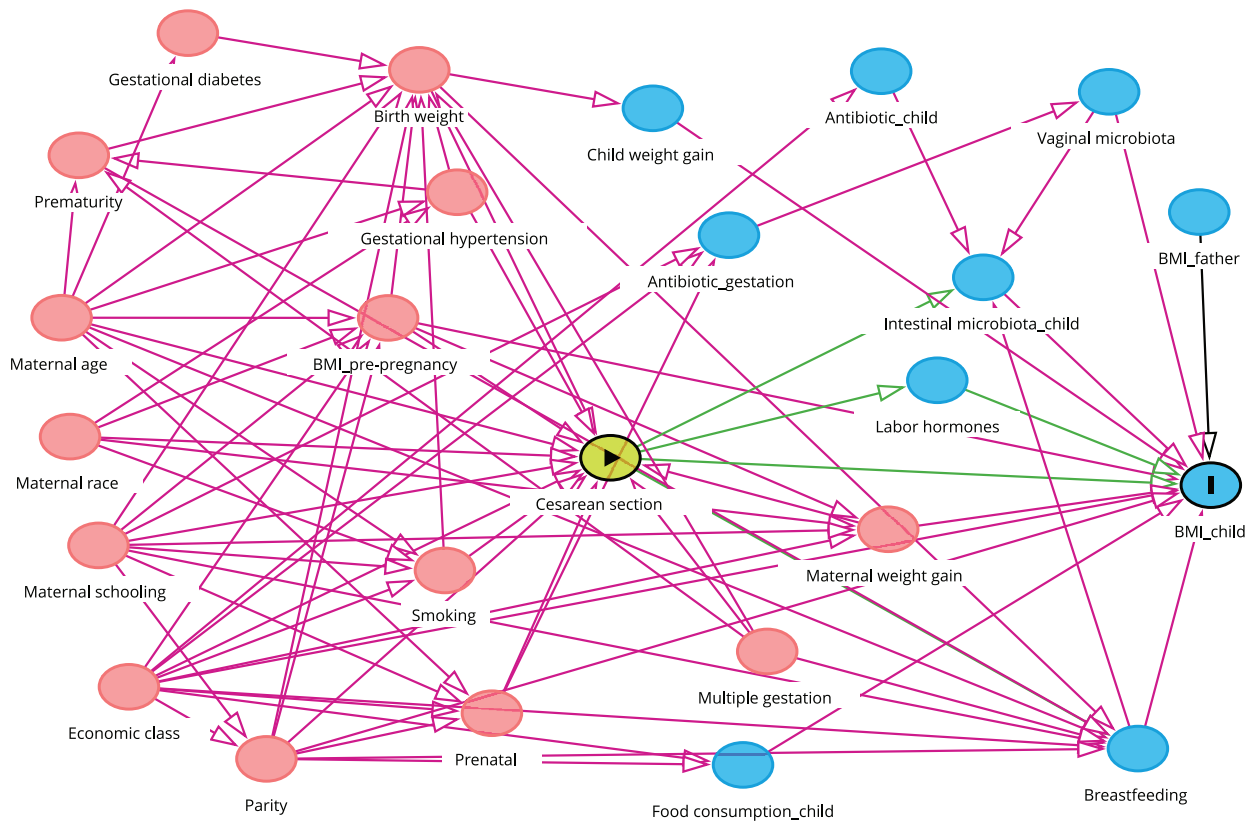 Gestational diabetes
Birth weight
Antibiotic_child
Vaginal microbiota
Child weight gain
Prematurity
Gestational hypertension
BMI_father
Antibiotic_gestation
Intestinal microbiota_child
Maternal age
BMI_pre-pregnancy
Labor hormones
Maternal race
Cesarean section
BMI_child
Maternal weight gain
Maternal schooling
Smoking
Multiple gestation
Economic class
Prenatal
Breastfeeding
Parity
Food consumption_child